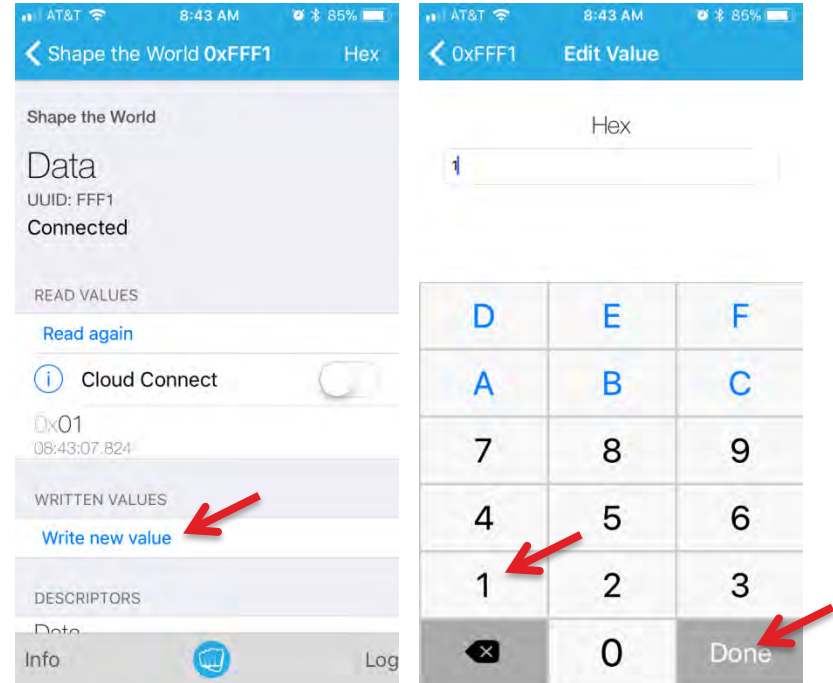 AT&T 8:43 AM 85%
Shape the World 0xFFF1 Hex
Shape the World
Data
UUID: FFF1
Connected
READ VALUES
Read again
Cloud Connect
0x01
08:43:07.824
WRITTEN VALUES
Write new value
DESCRIPTORS
Data
Info Log
AT&T 8:43 AM 85%
0xFFF1 Edit Value
Hex
1
D E F
A B C
7 8 9
4 5 6
1 2 3
0 Done